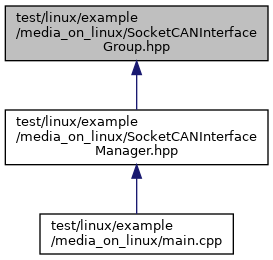 test/linux/example
/media_on_linux/SocketCANInterface
Group.hpp
test/linux/example
/media_on_linux/SocketCANInterface
Manager.hpp
test/linux/example
/media_on_linux/main.cpp